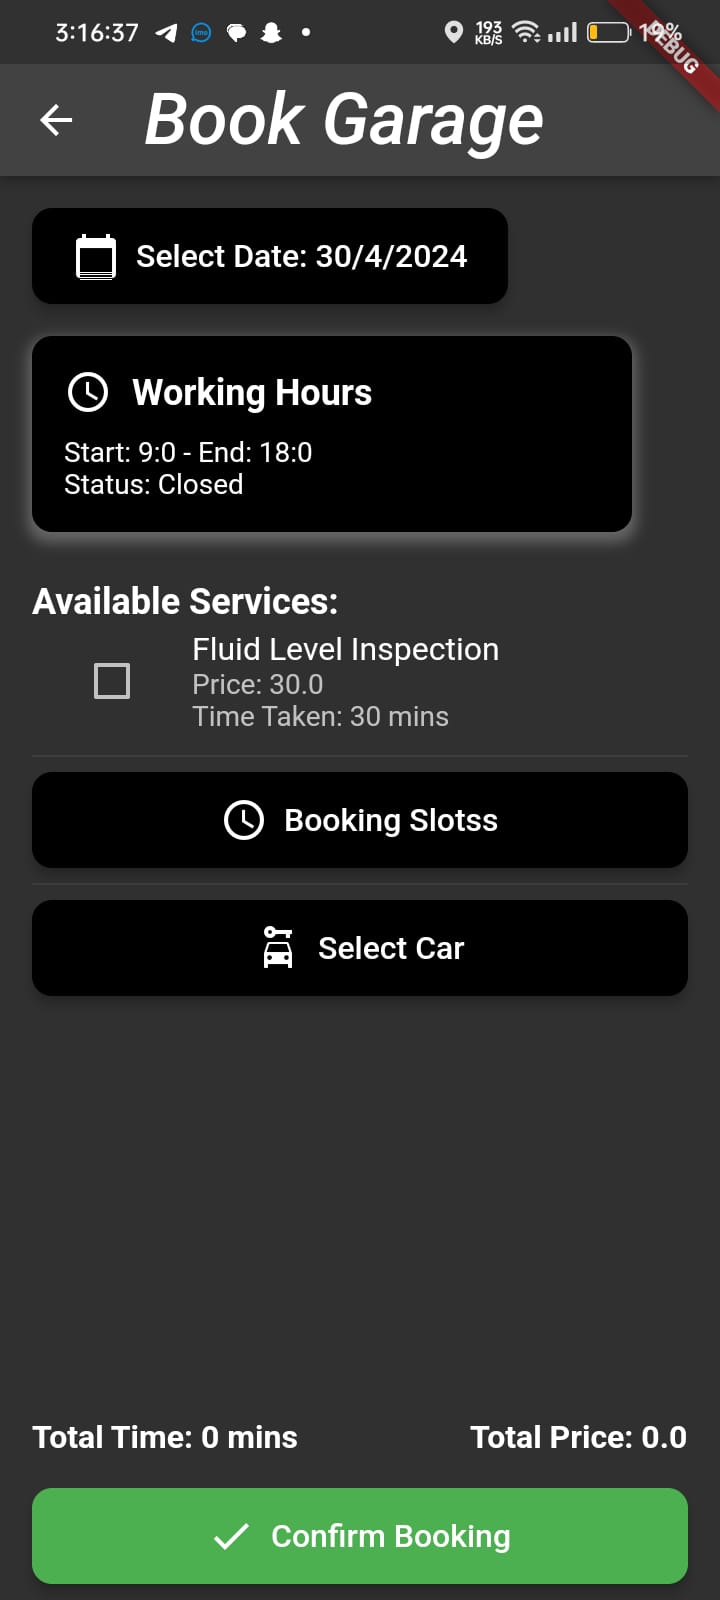 3:16:37
imo
193
KB/S
19%
DEBUG
Book Garage
Select Date: 30/4/2024
Working Hours
Start: 9:0 - End: 18:0
Status: Closed
Available Services:
Fluid Level Inspection
Price: 30.0
Time Taken: 30 mins
Booking Slotss
Select Car
Total Time: 0 mins
Total Price: 0.0
Confirm Booking